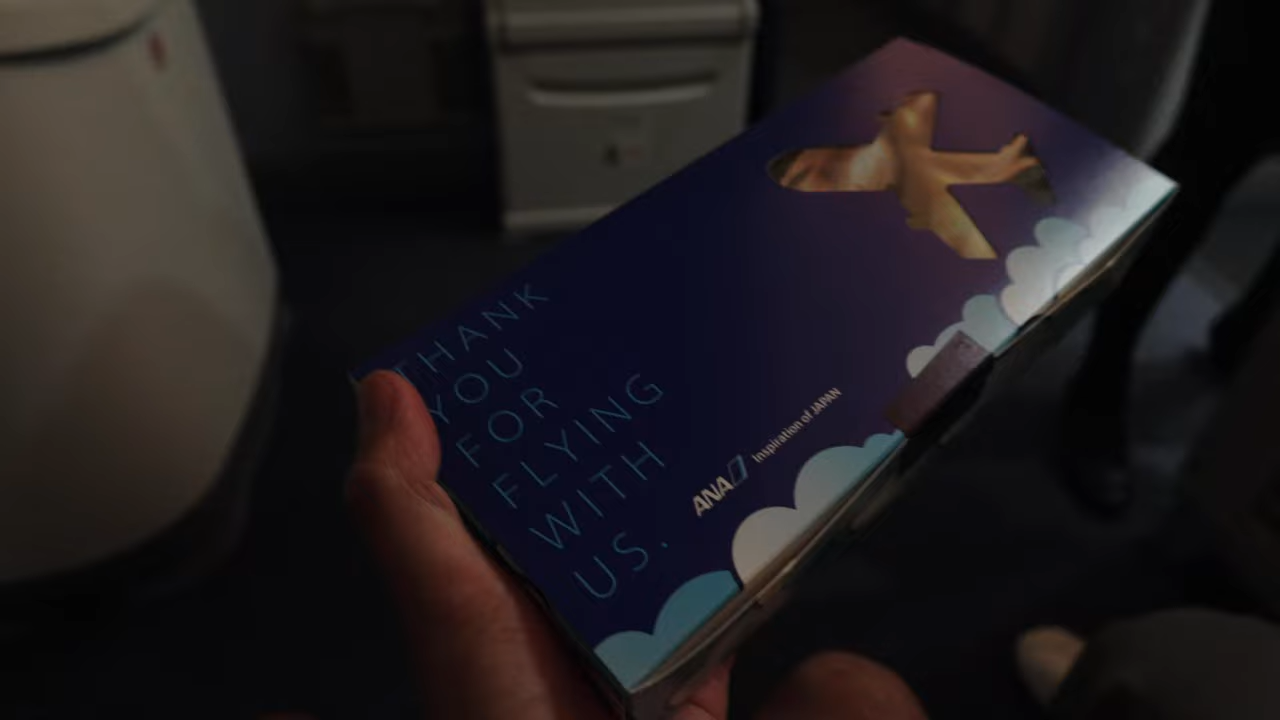 THANK
YOU
FOR
FLYING
WITH
US.
ANA Inspiration of JAPAN